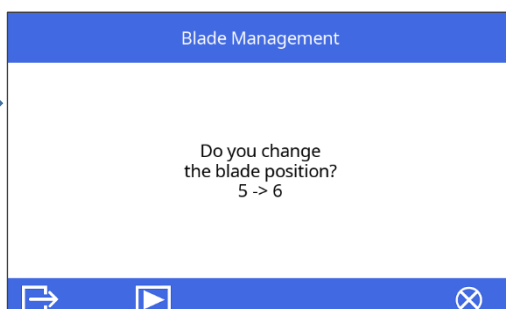 Blade Management
Do you change
the blade position?
5 -> 6